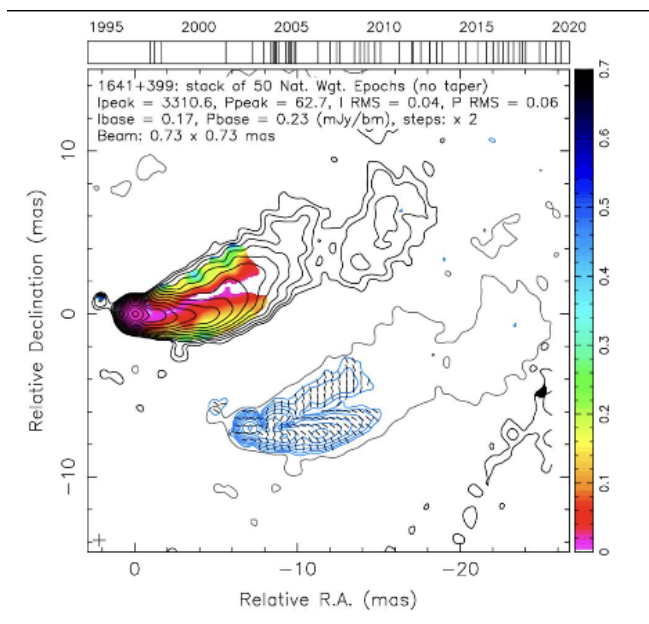 1995 2000 2005 2010 2015 2020
1641+399: stack of 50 Nat. Wgt. Epochs (no taper)
Ipeak = 3310.6, Ppeak = 62.7, I RMS = 0.04, P RMS = 0.06
Ibase = 0.17, Pbase = 0.23 (mJy/bm), steps: x 2
Beam: 0.73 x 0.73 mas
Relative Declination (mas)
10
0
−10
0.7
0.6
0.5
0.4
0.3
0.2
0.1
0
0 −10 −20
Relative R.A. (mas)